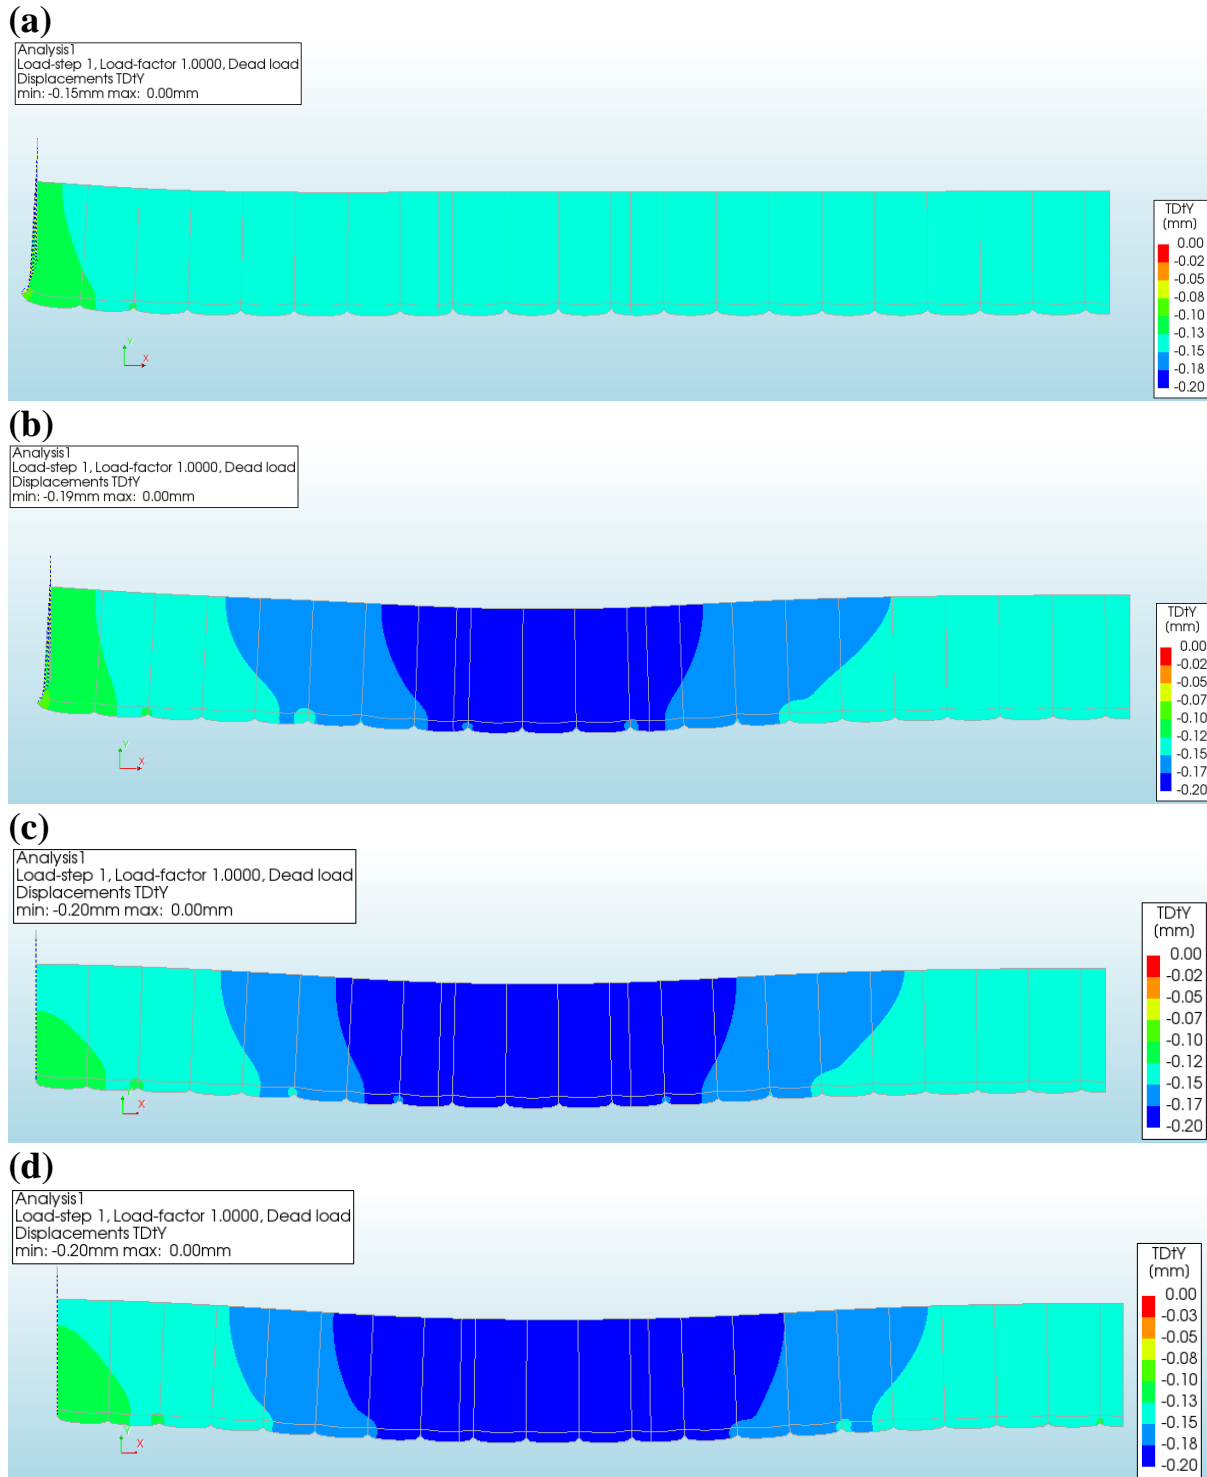 (a)
Analysis1
Load-step 1, Load-factor 1.0000, Dead load
Displacements TDtY
min: -0.15mm max: 0.00mm
TDtY
(mm)
0.00
-0.02
-0.05
-0.08
-0.10
-0.13
-0.15
-0.18
-0.20
Y
X
(b)
Analysis1
Load-step 1, Load-factor 1.0000, Dead load
Displacements TDtY
min: -0.19mm max: 0.00mm
TDtY
(mm)
0.00
-0.02
-0.05
-0.07
-0.10
-0.12
-0.15
-0.17
-0.20
Y
X
(c)
Analysis1
Load-step 1, Load-factor 1.0000, Dead load
Displacements TDtY
min: -0.20mm max: 0.00mm
TDtY
(mm)
0.00
-0.02
-0.05
-0.07
-0.10
-0.12
-0.15
-0.17
-0.20
Y
X
(d)
Analysis1
Load-step 1, Load-factor 1.0000, Dead load
Displacements TDtY
min: -0.20mm max: 0.00mm
TDtY
(mm)
0.00
-0.03
-0.05
-0.08
-0.10
-0.13
-0.15
-0.18
-0.20
Y
X